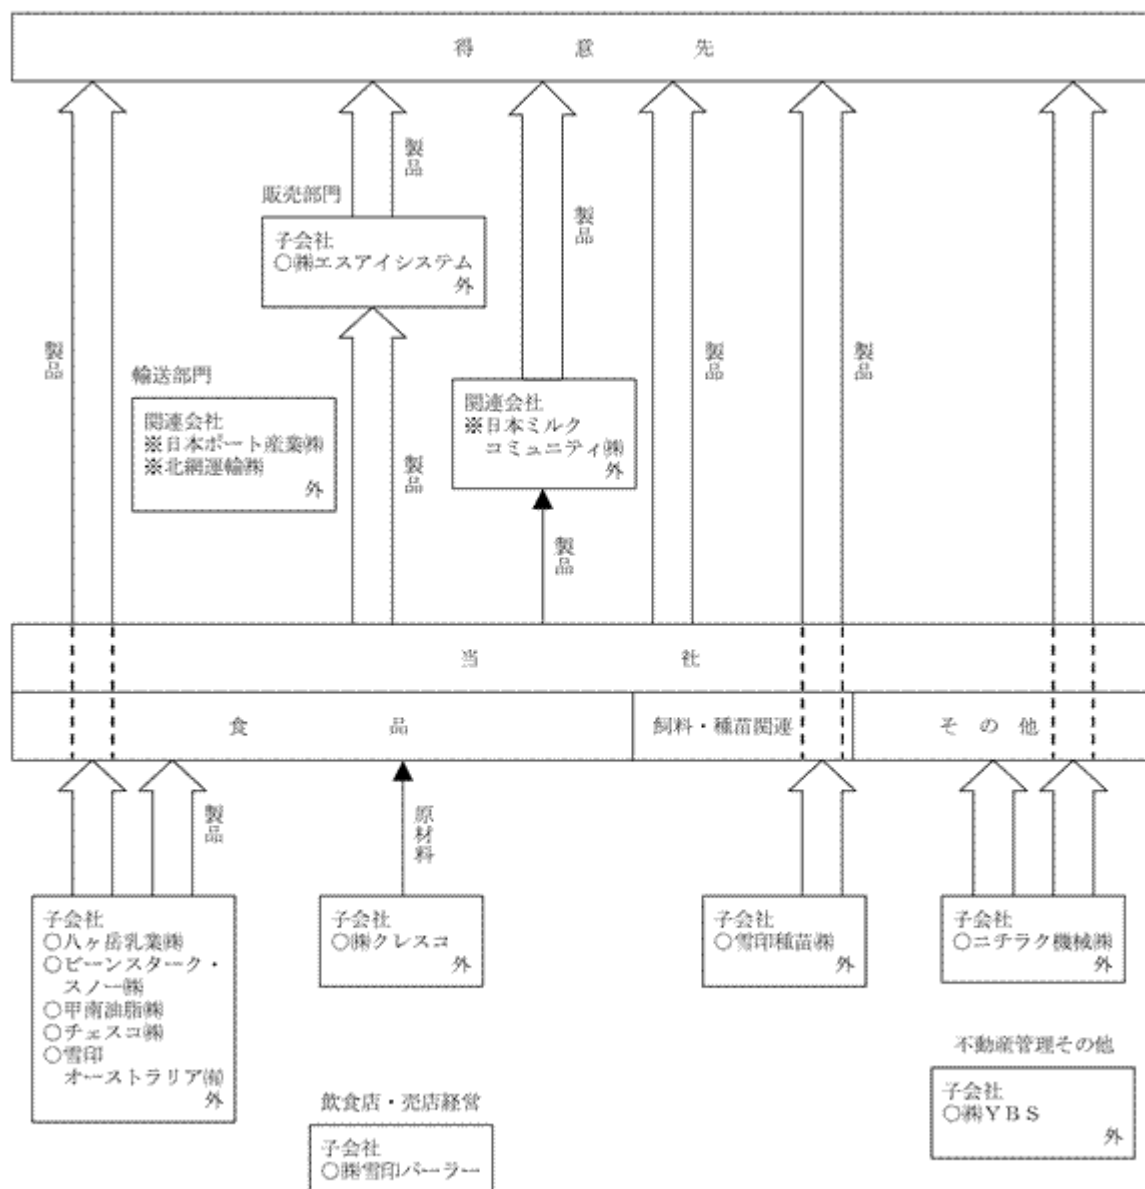 得意先
製品
販売部門
子会社
○㈱エスアイシステム
外
製品
製品
製品
製品
輸送部門
関連会社
※日本ポート産業㈱
※北網運輸㈱
外
製品
関連会社
※日本ミルク
コミュニティ㈱
外
製品
当社
食品
飼料・種苗関連
その他
製品
原材料
子会社
○八ヶ岳乳業㈱
○ビーンスターク・
スノー㈱
○甲南油脂㈱
○チェスコ㈱
○雪印
オーストラリア㈲
外
子会社
○㈱クレスコ
外
子会社
○雪印種苗㈱
外
子会社
○ニチラク機械㈱
外
不動産管理その他
子会社
○㈱YBS
外
飲食店・売店経営
子会社
○㈱雪印パーラー